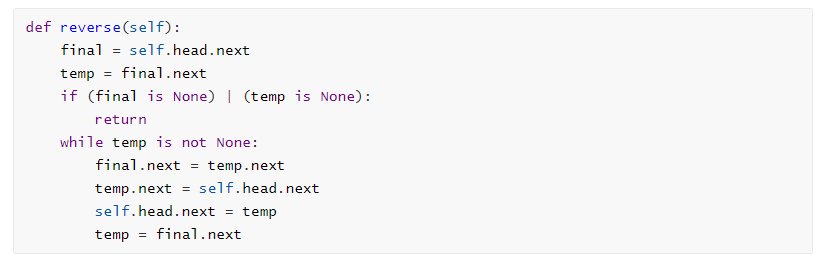 def reverse(self):
    final = self.head.next
    temp = final.next
    if (final is None) | (temp is None):
        return
    while temp is not None:
        final.next = temp.next
        temp.next = self.head.next
        self.head.next = temp
        temp = final.next